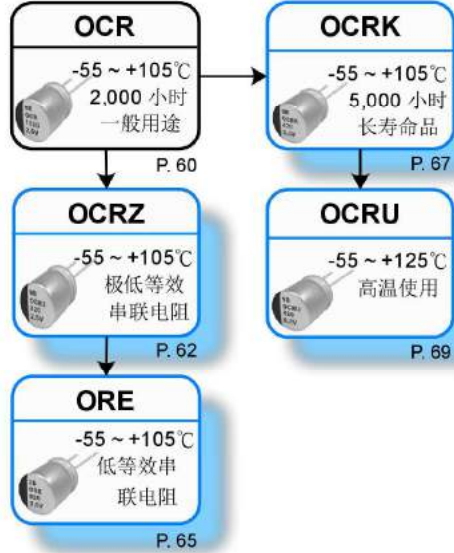 OCR
-55 ~ +105℃
2,000 小时
一般用途
P. 60
OCRK
-55 ~ +105℃
5,000 小时
长寿命品
P. 67
OCRZ
-55 ~ +105℃
极低等效
串联电阻
P. 62
OCRU
-55 ~ +125℃
高温使用
P. 69
ORE
-55 ~ +105℃
低等效串
联电阻
P. 65